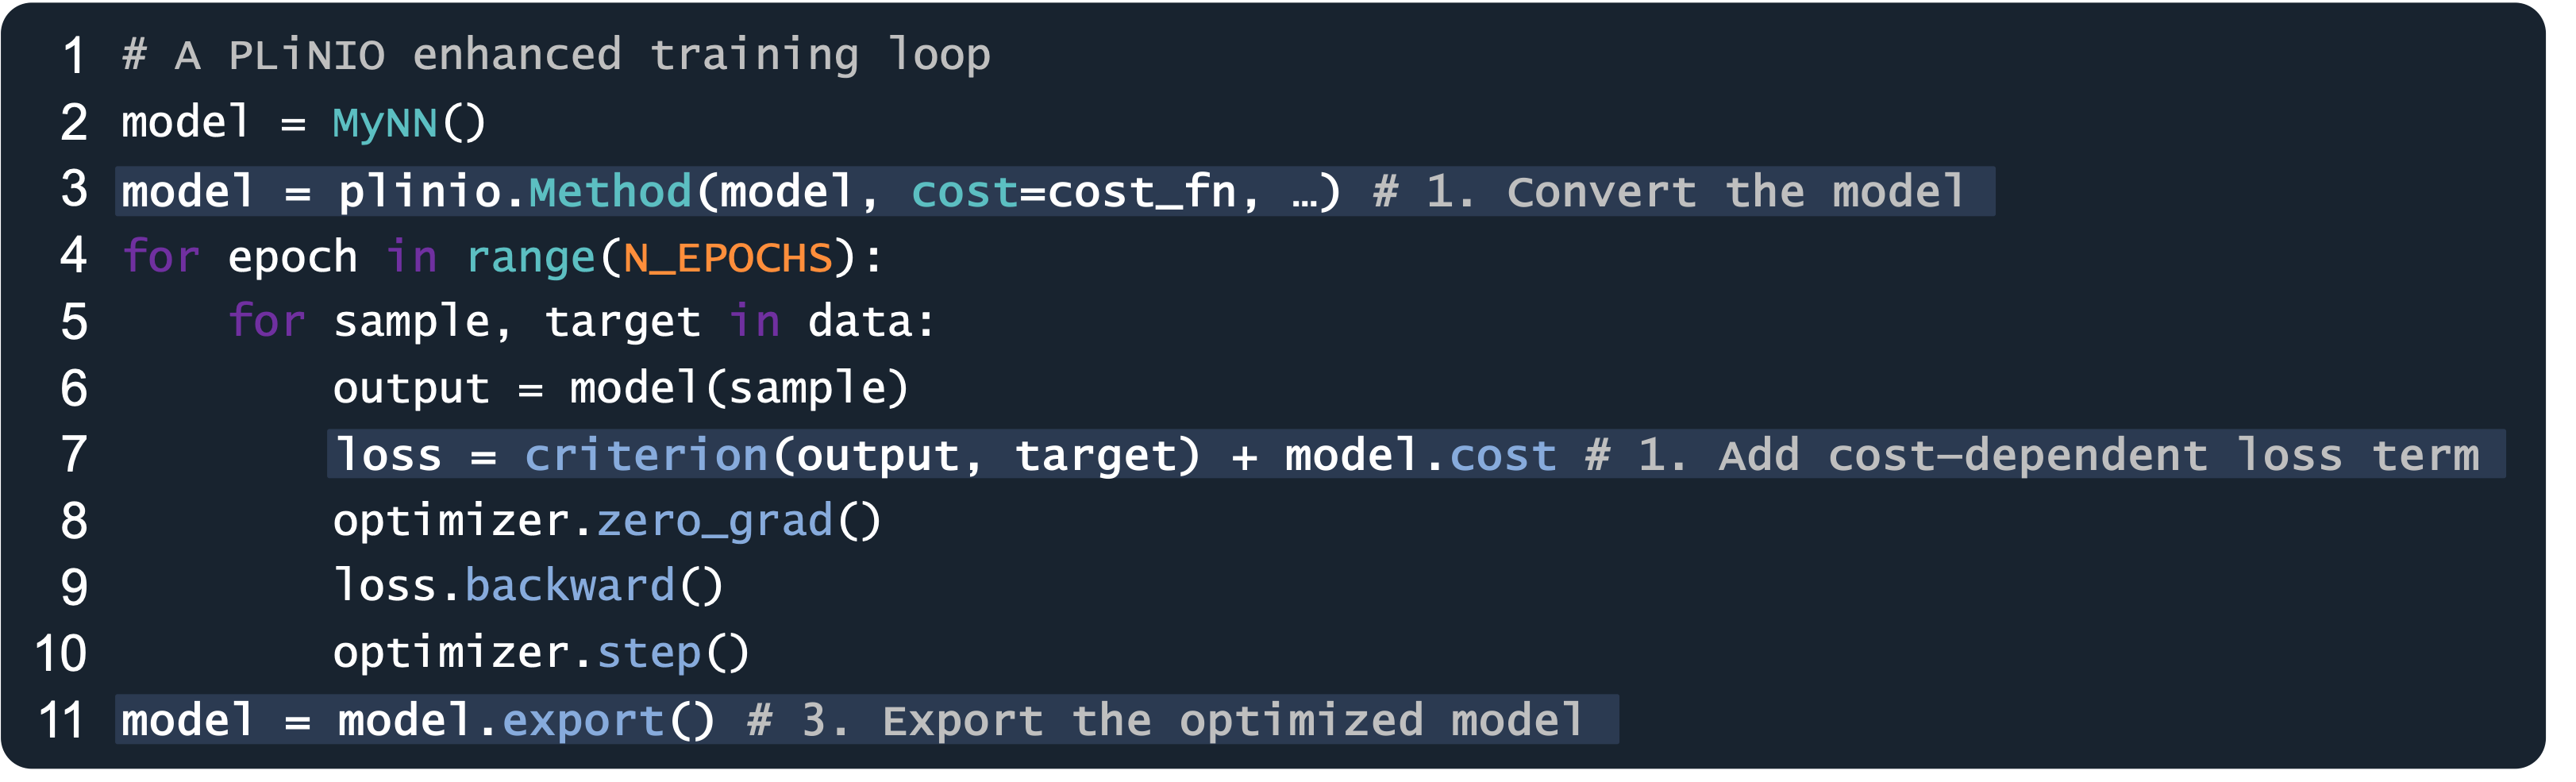 1 # A PLiNIO enhanced training loop
2 model = MyNN()
3 model = plinio.Method(model, cost=cost_fn, …) # 1. Convert the model
4 for epoch in range(N_EPOCHS):
5     for sample, target in data:
6         output = model(sample)
7         loss = criterion(output, target) + model.cost # 1. Add cost–dependent loss term
8         optimizer.zero_grad()
9         loss.backward()
10         optimizer.step()
11 model = model.export() # 3. Export the optimized model